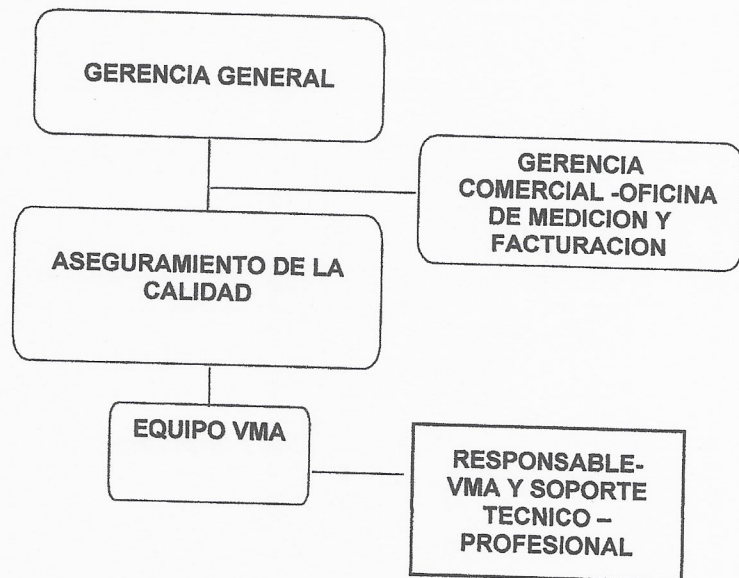 GERENCIA GENERAL
GERENCIA
COMERCIAL -OFICINA
DE MEDICION Y
FACTURACION
ASEGURAMIENTO DE LA
CALIDAD
EQUIPO VMA
RESPONSABLE-
VMA Y SOPORTE
TECNICO –
PROFESIONAL